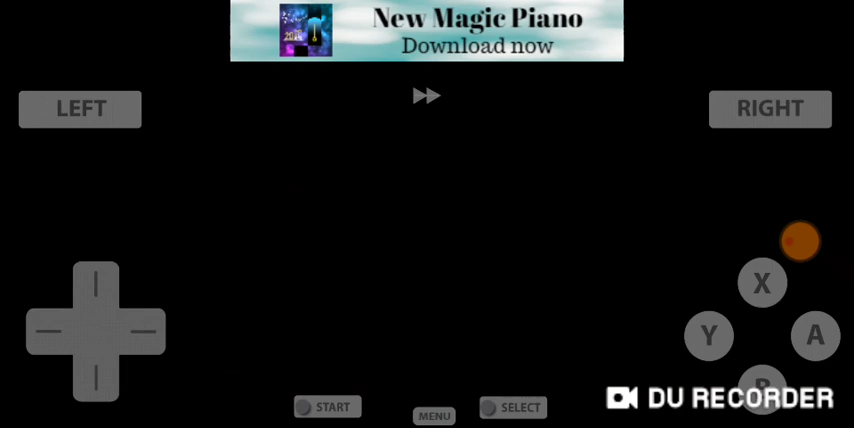 New Magic Piano
Download now
LEFT
RIGHT
X
Y
A
B
START
MENU
SELECT
DU RECORDER